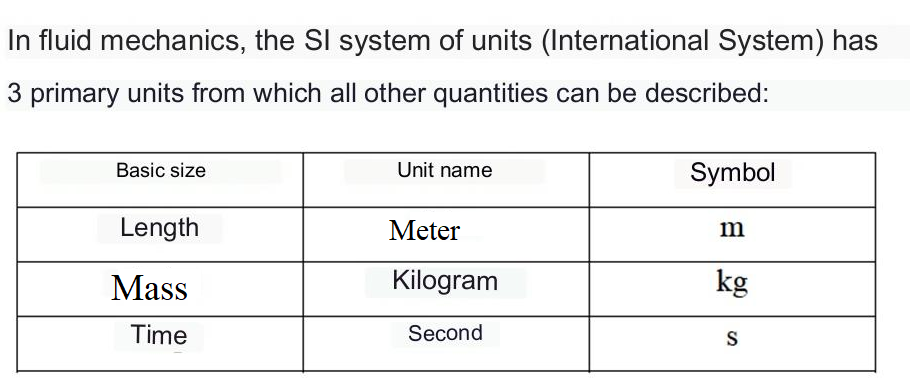 In fluid mechanics, the SI system of units (International System) has
3 primary units from which all other quantities can be described:
Basic size Unit name Symbol
Length Meter m
Mass Kilogram kg
Time Second s